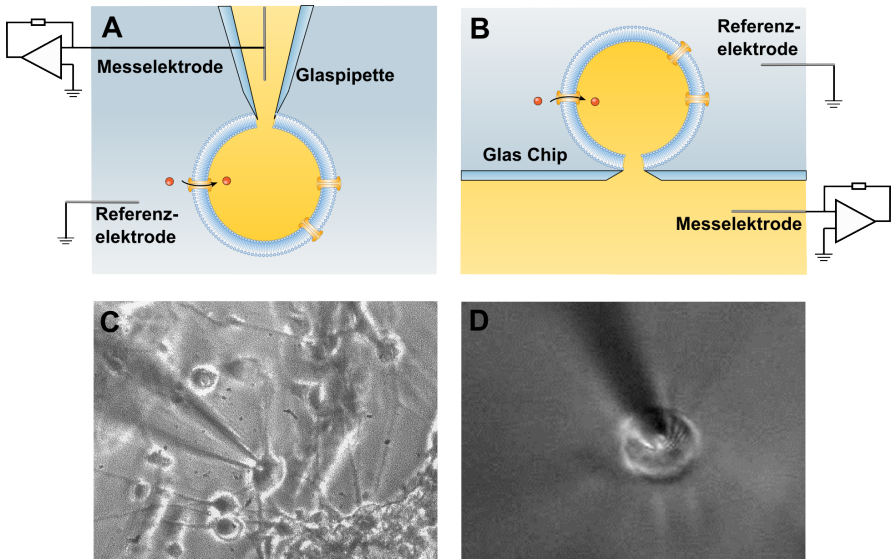 A
Messelektrode
Glaspipette
Referenz-
elektrode
B
Referenz-
elektrode
Glas Chip
Messelektrode
C
D